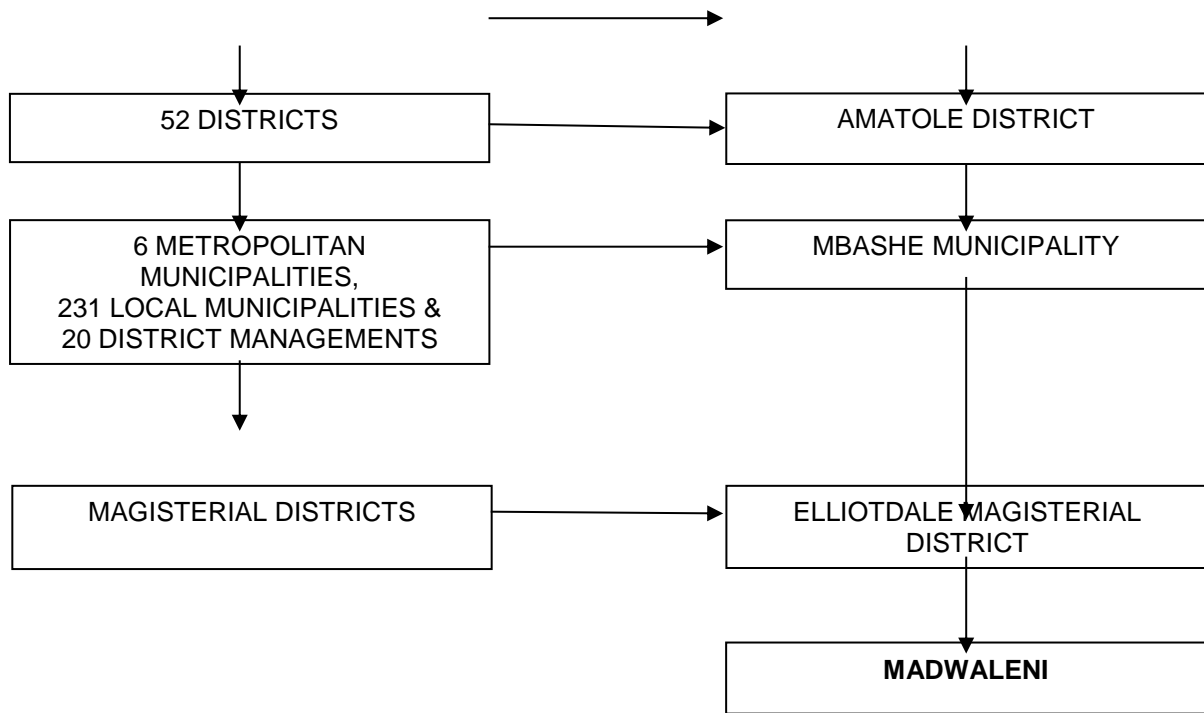 52 DISTRICTS
AMATOLE DISTRICT
6 METROPOLITAN
MUNICIPALITIES,
231 LOCAL MUNICIPALITIES &
20 DISTRICT MANAGEMENTS
MBASHE MUNICIPALITY
MAGISTERIAL DISTRICTS
ELLIOTDALE MAGISTERIAL
DISTRICT
MADWALENI